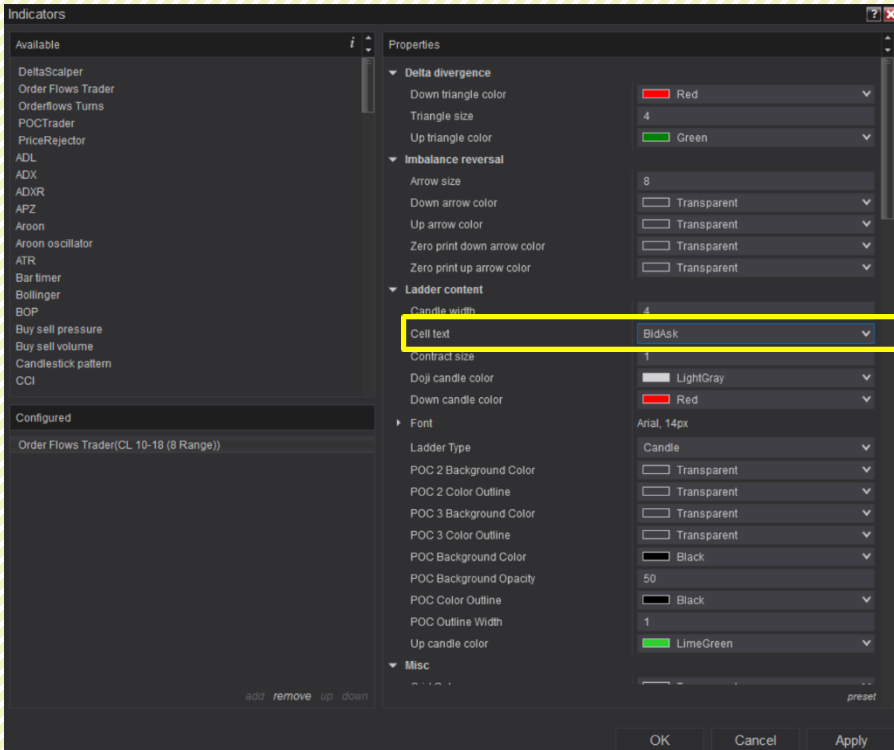 Indicators
?
Available i
DeltaScalper
Order Flows Trader
Orderflows Turns
POCTrader
PriceRejector
ADL
ADX
ADXR
APZ
Aroon
Aroon oscillator
ATR
Bar timer
Bollinger
BOP
Buy sell pressure
Buy sell volume
Candlestick pattern
CCI
Configured
Order Flows Trader(CL 10-18 (8 Range))
add remove up down
Properties
Delta divergence
Down triangle color Red
Triangle size 4
Up triangle color Green
Imbalance reversal
Arrow size 8
Down arrow color Transparent
Up arrow color Transparent
Zero print down arrow color Transparent
Zero print up arrow color Transparent
Ladder content
Candle width 4
Cell text BidAsk
Contract size 1
Doji candle color LightGray
Down candle color Red
Font Arial, 14px
Ladder Type Candle
POC 2 Background Color Transparent
POC 2 Color Outline Transparent
POC 3 Background Color Transparent
POC 3 Color Outline Transparent
POC Background Color Black
POC Background Opacity 50
POC Color Outline Black
POC Outline Width 1
Up candle color LimeGreen
Misc
preset
OK Cancel Apply